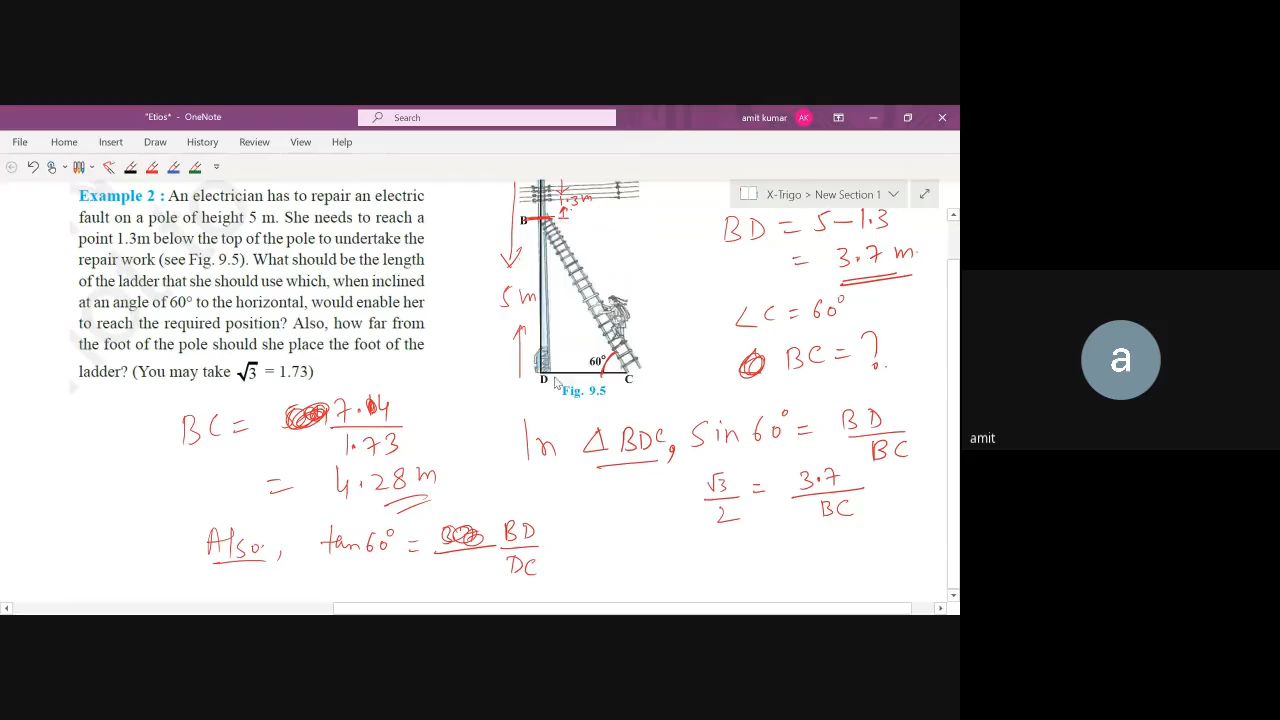 "Etios* - OneNote
Search
amit kumar
AK
File Home Insert Draw History Review View Help
X-Trigo > New Section 1
Example 2 : An electrician has to repair an electric
fault on a pole of height 5 m. She needs to reach a
point 1.3m below the top of the pole to undertake the
repair work (see Fig. 9.5). What should be the length
of the ladder that she should use which, when inclined
at an angle of 60° to the horizontal, would enable her
to reach the required position? Also, how far from
the foot of the pole should she place the foot of the
ladder? (You may take √3 = 1.73)
1.3m
B
5 m
60°
D
C
Fig. 9.5
BD = 5 - 1.3
= 3.7 m.
∠C = 60°
BC = ?
In Δ BDC, Sin 60° = BD/BC
√3/2 = 3.7/BC
BC = 7.4/1.73
= 4.28 m
Also, tan 60° = BD/DC
a
amit